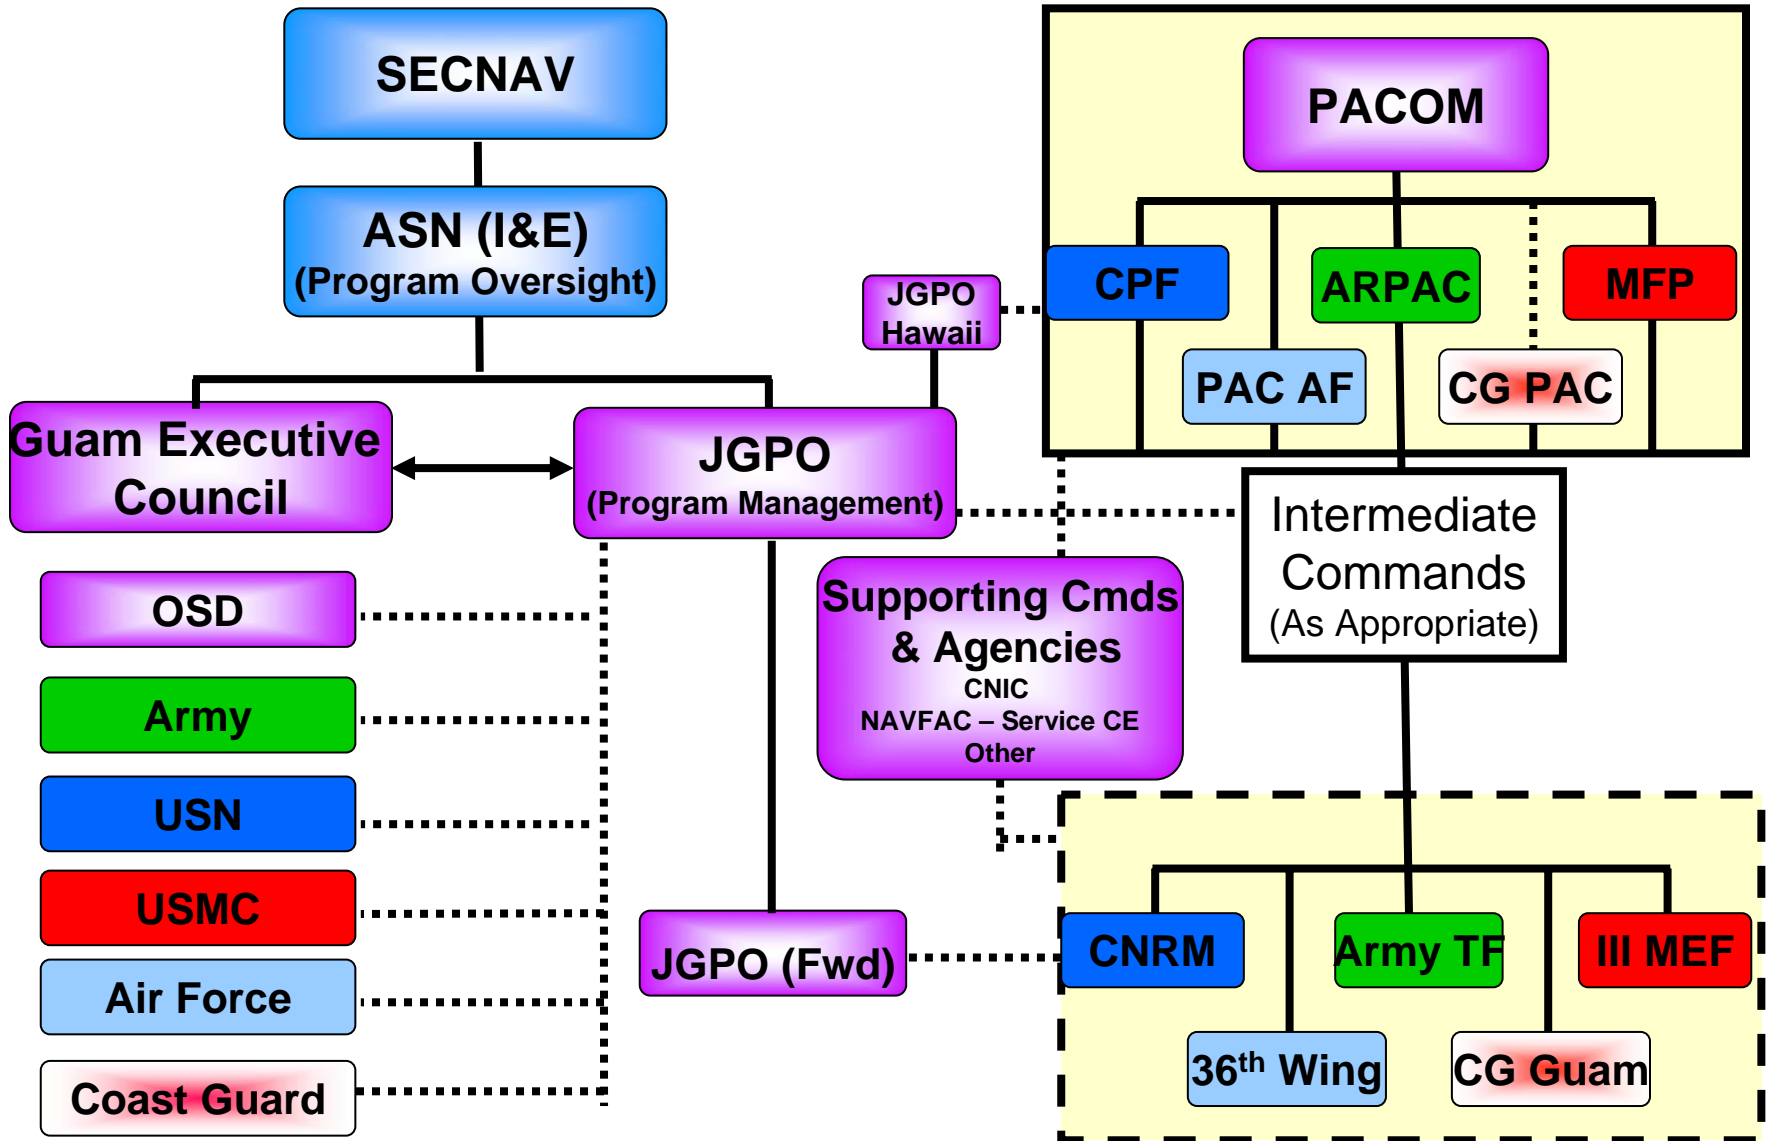 SECNAV
ASN (I&E)
(Program Oversight)
Guam Executive
Council
JGPO
(Program Management)
JGPO
Hawaii
PACOM
CPF
ARPAC
MFP
PAC AF
CG PAC
Intermediate
Commands
(As Appropriate)
Supporting Cmds
& Agencies
CNIC
NAVFAC – Service CE
Other
OSD
Army
USN
USMC
Air Force
Coast Guard
JGPO (Fwd)
CNRM
Army TF
III MEF
36th Wing
CG Guam